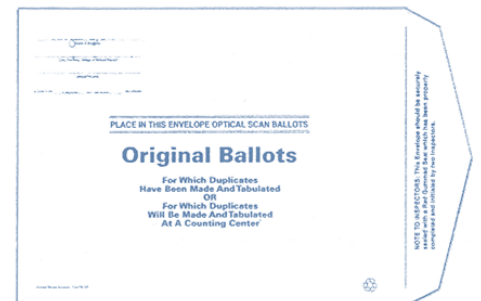 PLACE IN THIS ENVELOPE OPTICAL SCAN BALLOTS
Original Ballots
For Which Duplicates
Have Been Made And Tabulated
OR
For Which Duplicates
Will Be Made And Tabulated
At A Counting Center
NOTE TO INSPECTORS: This Envelope should be securely
sealed with a Red Gummed Seal which has been properly
completed and initialed by two inspectors.